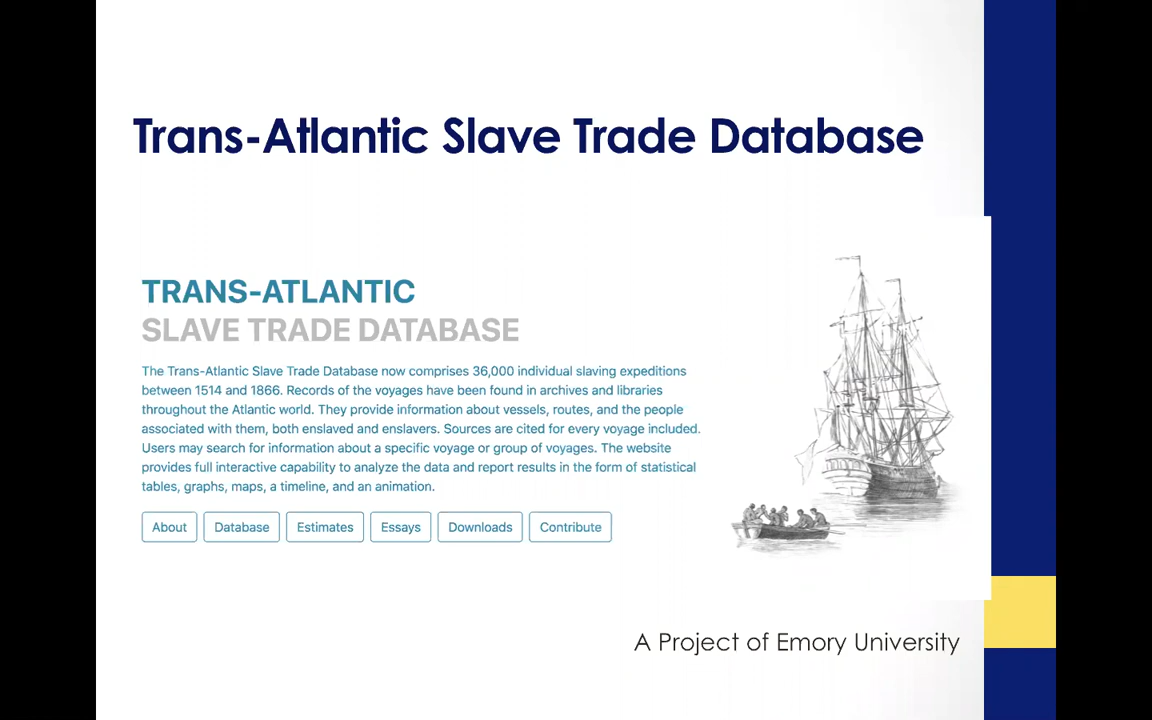 Trans-Atlantic Slave Trade Database
TRANS-ATLANTIC
SLAVE TRADE DATABASE
The Trans-Atlantic Slave Trade Database now comprises 36,000 individual slaving expeditions
between 1514 and 1866. Records of the voyages have been found in archives and libraries
throughout the Atlantic world. They provide information about vessels, routes, and the people
associated with them, both enslaved and enslavers. Sources are cited for every voyage included.
Users may search for information about a specific voyage or group of voyages. The website
provides full interactive capability to analyze the data and report results in the form of statistical
tables, graphs, maps, a timeline, and an animation.
About Database Estimates Essays Downloads Contribute
A Project of Emory University